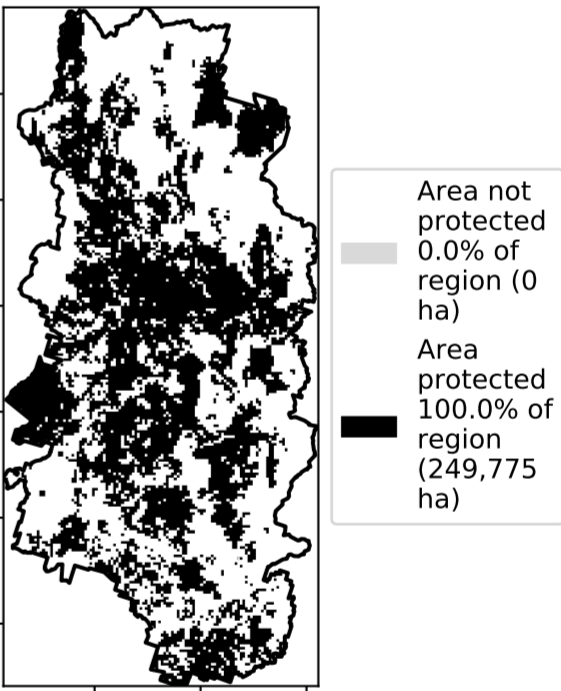 Area not
protected
0.0% of
region (0
ha)
Area
protected
100.0% of
region
(249,775
ha)